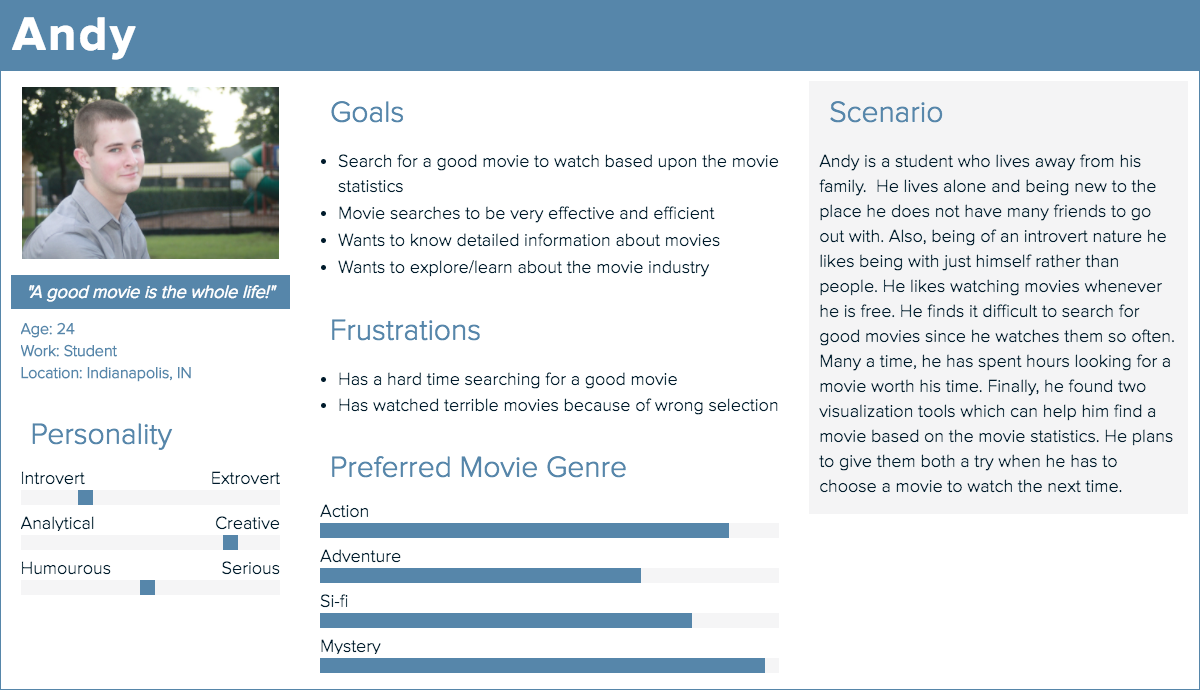 Andy
"A good movie is the whole life!"
Age: 24
Work: Student
Location: Indianapolis, IN
Personality
Introvert Extrovert
Analytical Creative
Humourous Serious
Goals
• Search for a good movie to watch based upon the movie
statistics
• Movie searches to be very effective and efficient
• Wants to know detailed information about movies
• Wants to explore/learn about the movie industry
Frustrations
• Has a hard time searching for a good movie
• Has watched terrible movies because of wrong selection
Preferred Movie Genre
Action
Adventure
Si-fi
Mystery
Scenario
Andy is a student who lives away from his
family.  He lives alone and being new to the
place he does not have many friends to go
out with. Also, being of an introvert nature he
likes being with just himself rather than
people. He likes watching movies whenever
he is free. He finds it difficult to search for
good movies since he watches them so often.
Many a time, he has spent hours looking for a
movie worth his time. Finally, he found two
visualization tools which can help him find a
movie based on the movie statistics. He plans
to give them both a try when he has to
choose a movie to watch the next time.